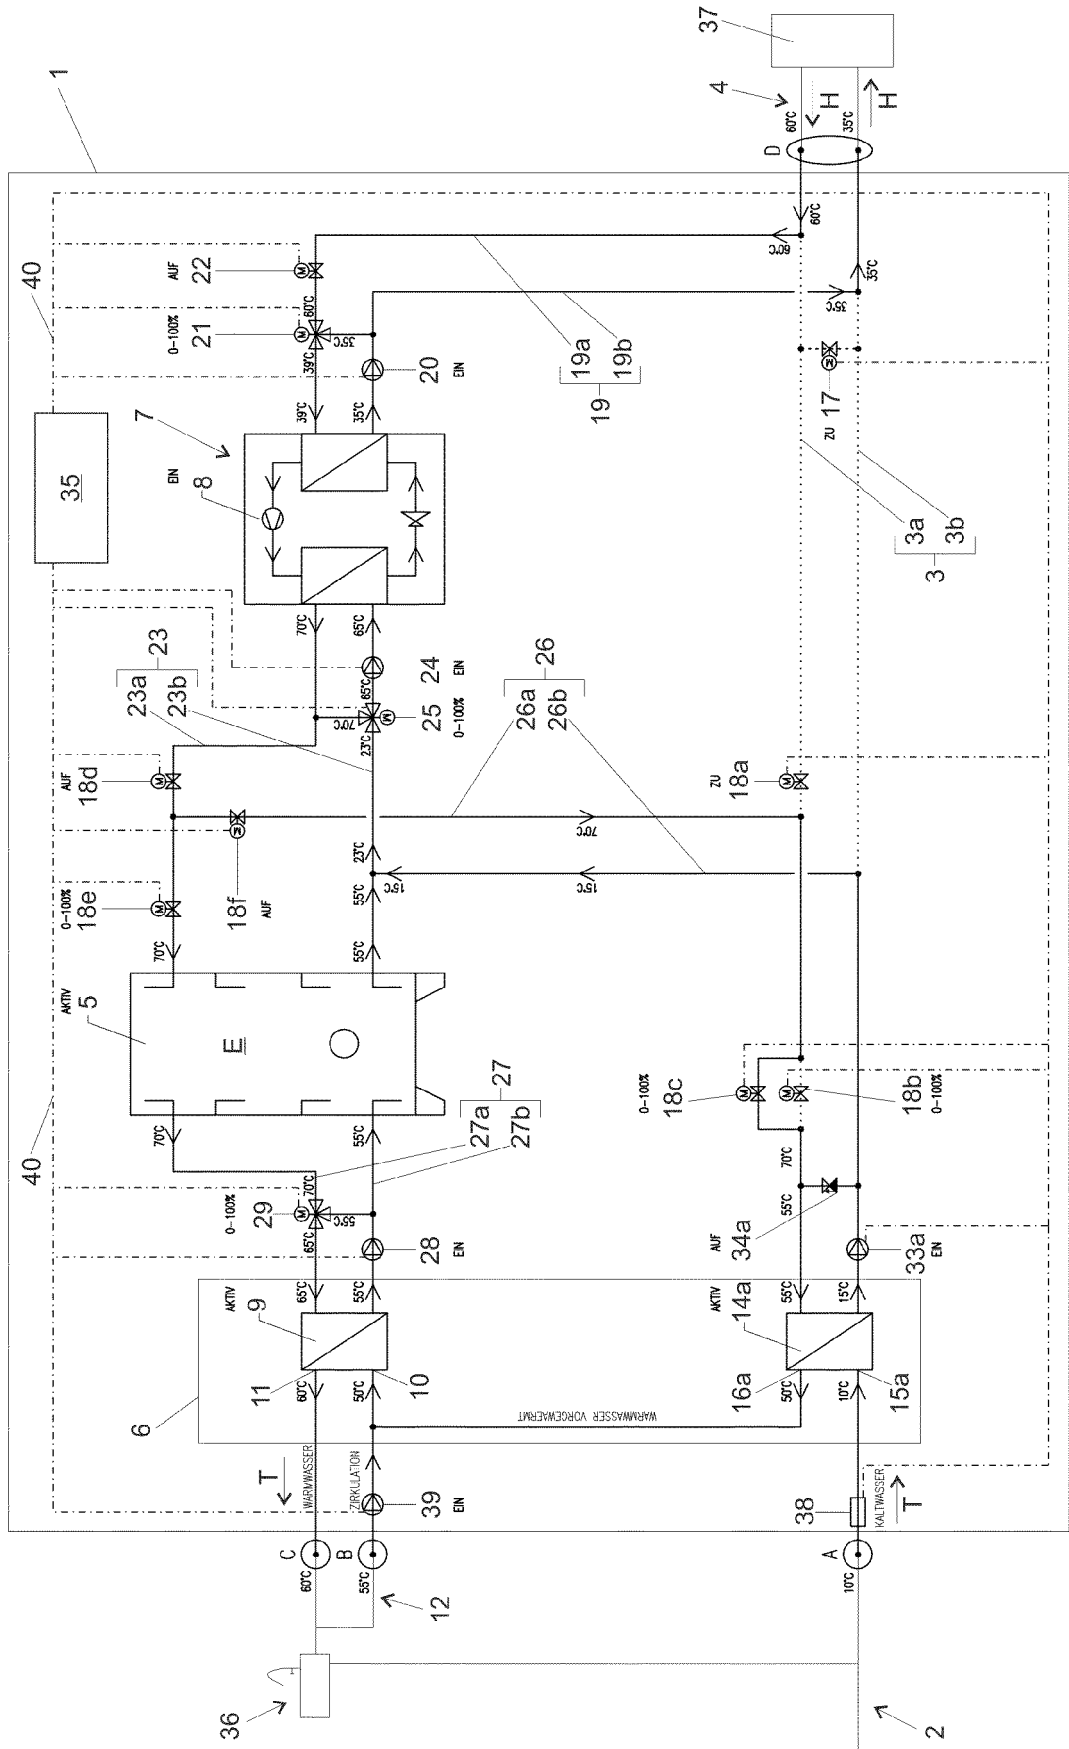 40
40
1
35
0-100%
AUF
AKTIV
5
18e
18d
M
M
23
7
6
23a
23b
70°C
70°C
0-100%
AUF
EIN
22
21
8
0-100%
29
18f
AUF
M
E
AKTIV
9
36
11
T
C
WARMWASSER
60°C
60°C
65°C
65°C
M
70°C
70°C
39°C
39°C
M
60°C
M
B
ZIRKULATION
55°C
50°C
55°C
55°C
55°C
55°C
23°C
23°C
70°C
M
65°C
65°C
35°C
35°C
15°C
12
39
EIN
10
28
EIN
25
0-100%
24
EIN
20
EIN
27
27a
27b
26
26a
26b
WARMWASSER VORGEWAERMT
70°C
15°C
19
19a
19b
0-100%
18c
M
ZU
18a
M
AKTIV
14a
AUF
34a
16a
50°C
55°C
55°C
70°C
M
18b
0-100%
60°C
60°C
60°C
D
4
37
H
H
M
17
ZU
38
A
10°C
10°C
15°C
35°C
35°C
35°C
KALTWASSER
T
15a
33a
EIN
3
3a
3b
2